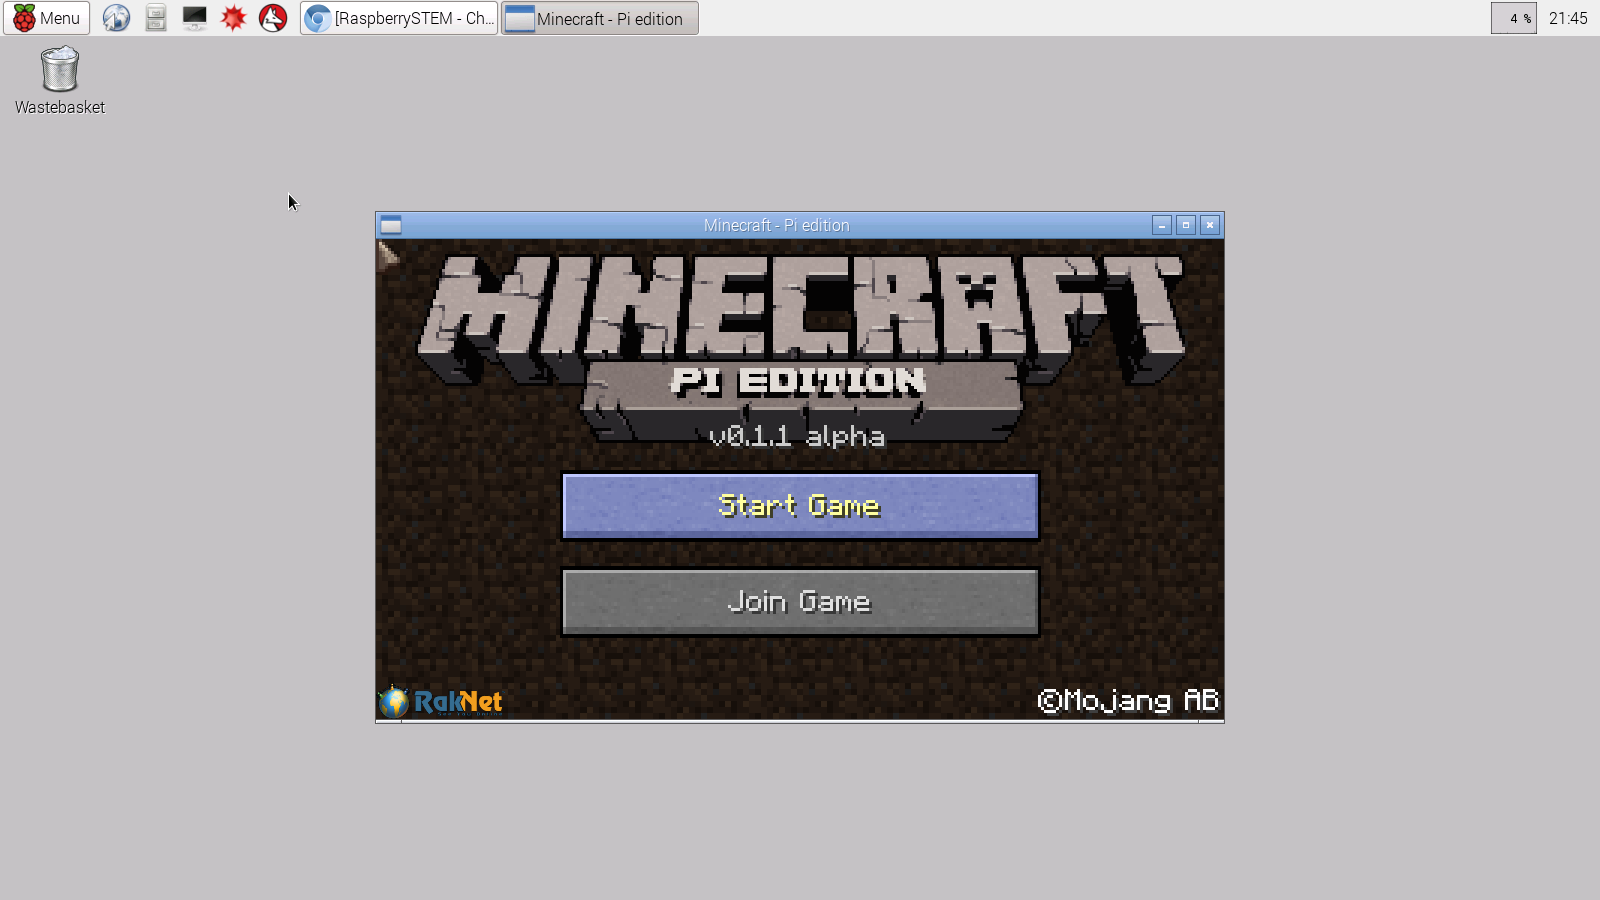 Menu
[RaspberrySTEM - Ch...
Minecraft - Pi edition
4 %
21:45
Wastebasket
Minecraft - Pi edition
MINECRAFT
PI EDITION
v0.1.1 alpha
Start Game
Join Game
RakNet
©Mojang AB